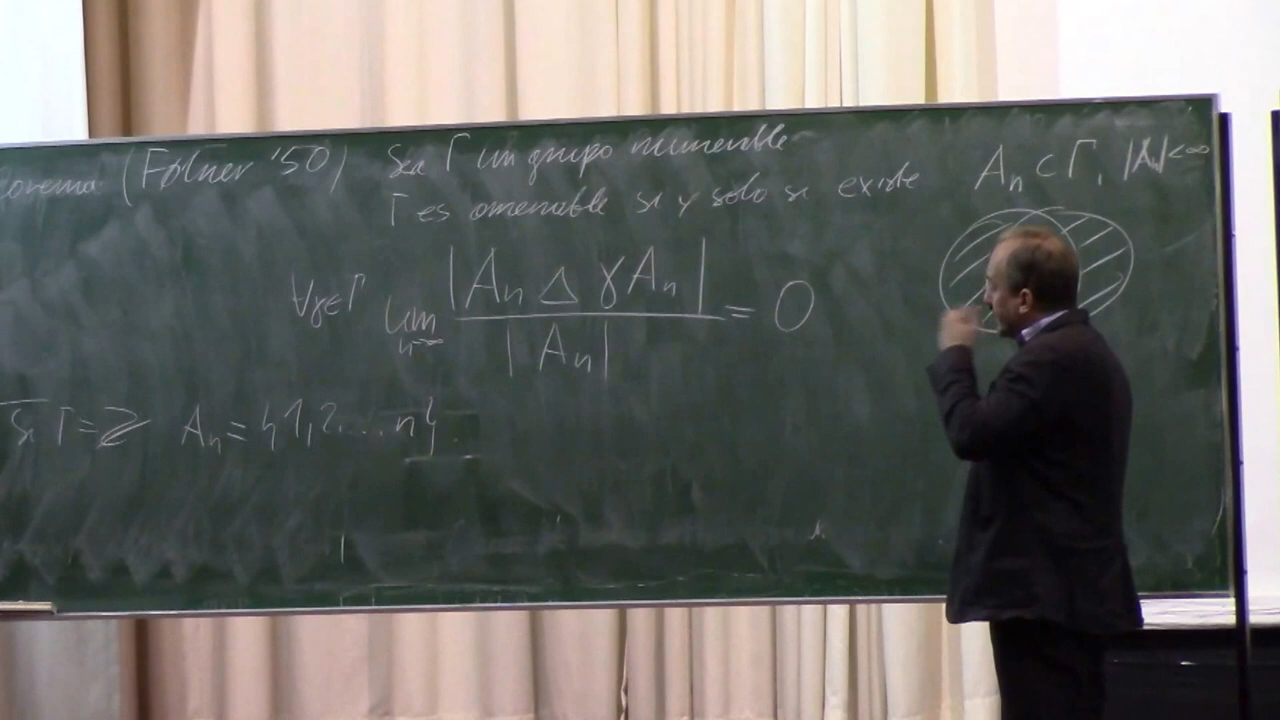 orema (Følner '50) Sea Γ un grupo numerable A_n ⊂ Γ, |A_n| < ∞
Γ es amenable si y solo si existe
∀γ∈Γ lim_{n→∞} |A_n Δ γA_n| / |A_n| = 0
Si Γ = ℤ A_n = {1,2....n}.